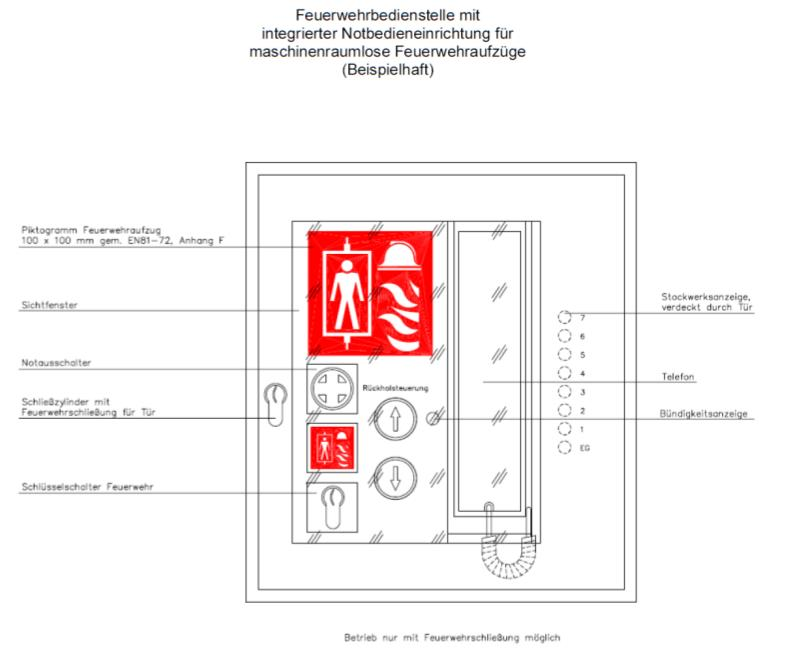 Feuerwehrbedienstelle mit
integrierter Notbedieneinrichtung für
maschinenraumlose Feuerwehraufzüge
(Beispielhaft)
Piktogramm Feuerwehraufzug
100 x 100 mm gem. EN81-72, Anhang F
Sichtfenster
Notausschalter
Schließzylinder mit
Feuerwehrschließung für Tür
Schlüsselschalter Feuerwehr
Rückholsteuerung
7
6
5
4
3
2
1
EG
Stockwerksanzeige,
verdeckt durch Tür
Telefon
Bündigkeitsanzeige
Betrieb nur mit Feuerwehrschließung möglich